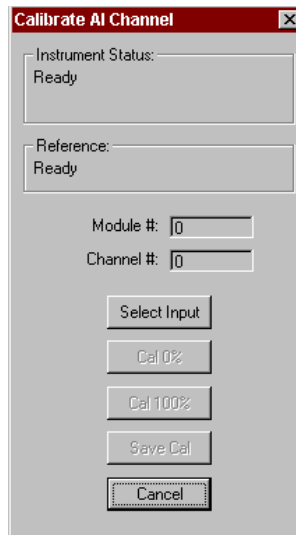 Calibrate AI Channel
Instrument Status:
Ready
Reference:
Ready
Module #: 0
Channel #: 0
Select Input
Cal 0%
Cal 100%
Save Cal
Cancel